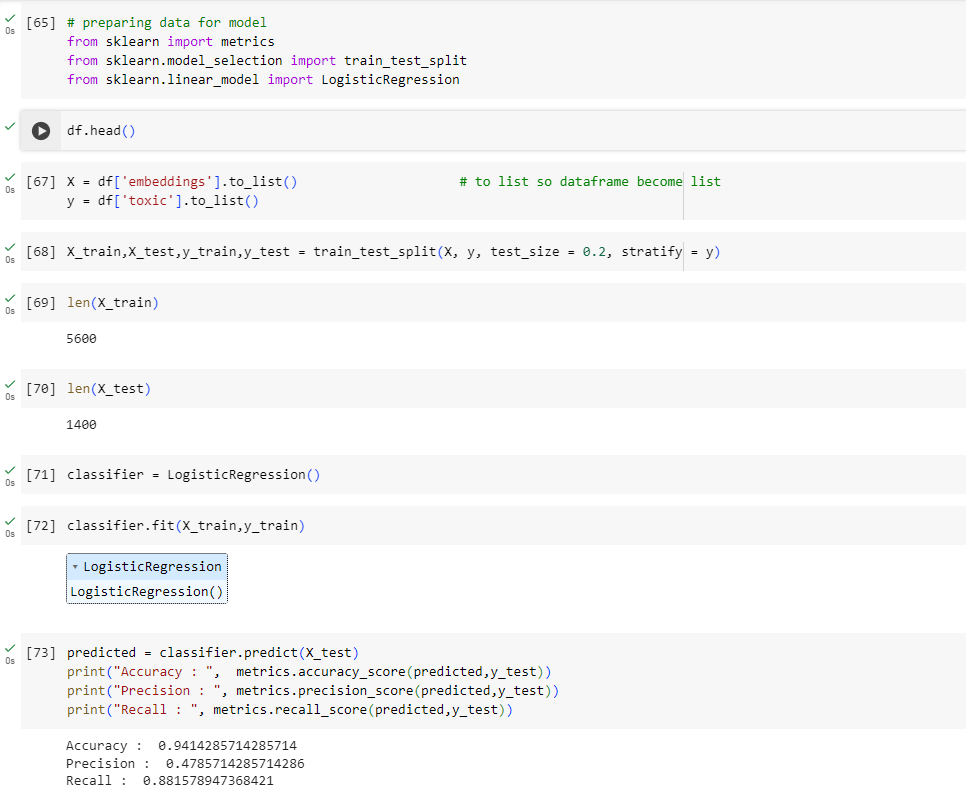 [65] # preparing data for model
0s
from sklearn import metrics
from sklearn.model_selection import train_test_split
from sklearn.linear_model import LogisticRegression
df.head()
[67] X = df['embeddings'].to_list() # to list so dataframe become list
0s
y = df['toxic'].to_list()
[68] X_train,X_test,y_train,y_test = train_test_split(X, y, test_size = 0.2, stratify = y)
0s
[69] len(X_train)
0s
5600
[70] len(X_test)
0s
1400
[71] classifier = LogisticRegression()
0s
[72] classifier.fit(X_train,y_train)
0s
LogisticRegression
LogisticRegression()
[73] predicted = classifier.predict(X_test)
0s
print("Accuracy : ",  metrics.accuracy_score(predicted,y_test))
print("Precision : ", metrics.precision_score(predicted,y_test))
print("Recall : ", metrics.recall_score(predicted,y_test))
Accuracy :  0.9414285714285714
Precision :  0.4785714285714286
Recall :  0.881578947368421